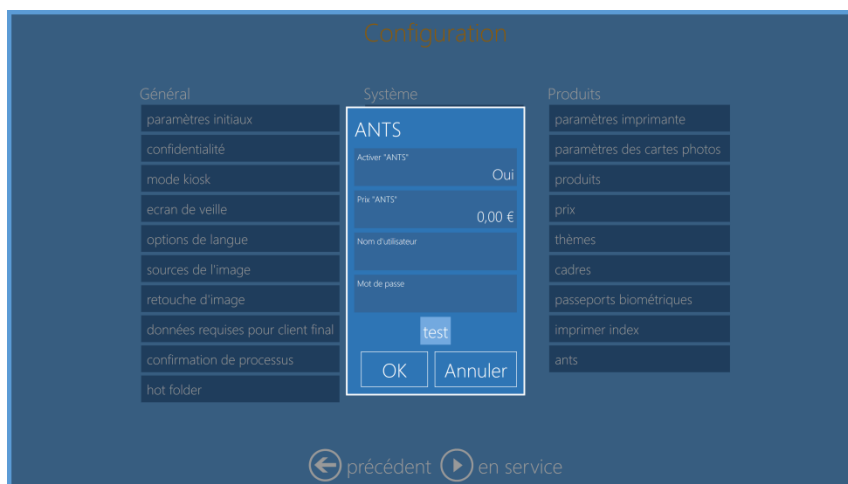 Configuration
Général
paramètres initiaux
confidentialité
mode kiosk
ecran de veille
options de langue
sources de l'image
retouche d'image
données requises pour client final
confirmation de processus
hot folder
Système
ANTS
Activer "ANTS"
Oui
Prix "ANTS"
0,00 €
Nom d'utilisateur
Mot de passe
test
OK Annuler
Produits
paramètres imprimante
paramètres des cartes photos
produits
prix
thèmes
cadres
passeports biométriques
imprimer index
ants
précédent en service